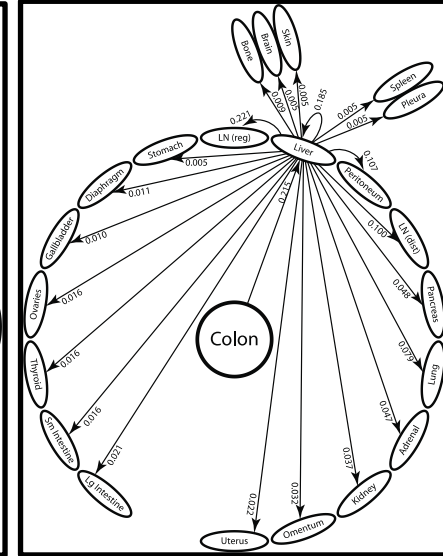 Bone
Brain
Skin
Spleen
Pleura
0.009
0.005
0.005
0.185
0.005
0.005
0.221
LN (reg)
Liver
0.107
Stomach
0.005
Peritoneum
Diaphragm
0.011
0.215
0.100
LN (dist)
Gallbladder
0.010
Ovaries
0.016
0.048
Pancreas
Colon
Thyroid
0.016
0.079
Lung
Sm Intestine
0.016
0.047
Adrenal
Lg Intestine
0.021
0.037
Kidney
0.022
0.032
Uterus
Omentum